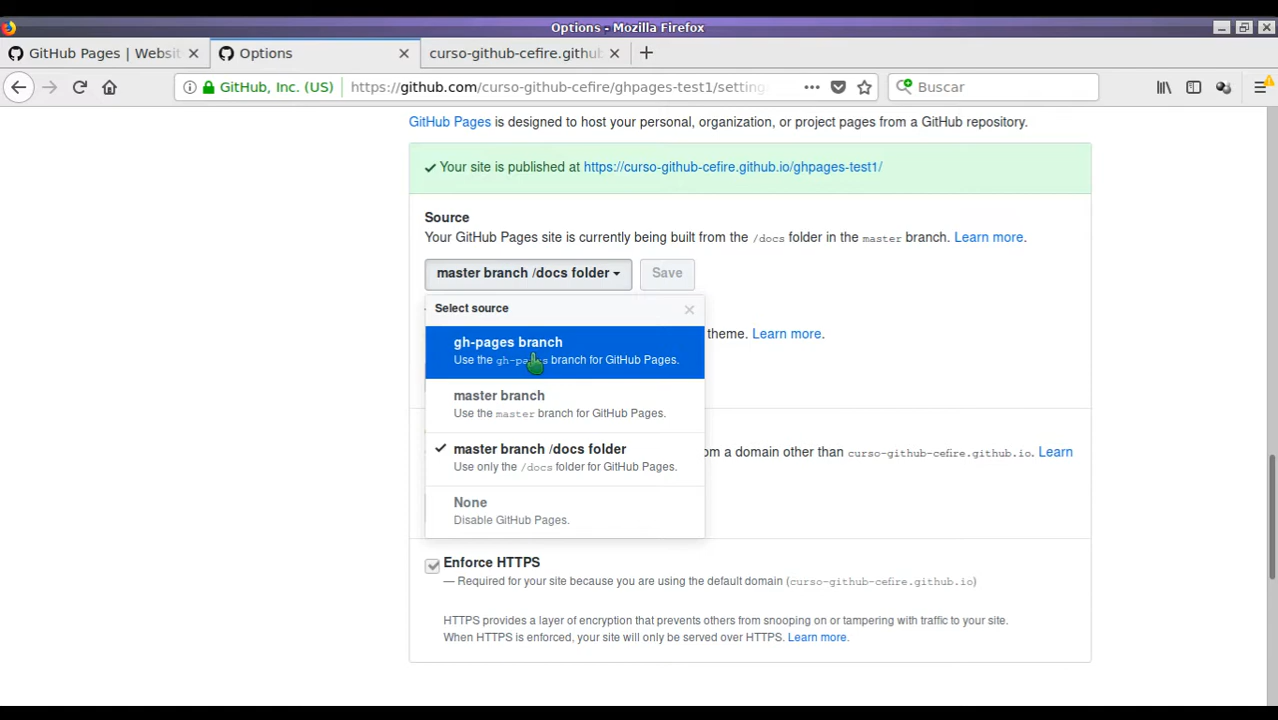 Options - Mozilla Firefox
GitHub Pages | Websit
Options
curso-github-cefire.github
GitHub, Inc. (US)
https://github.com/curso-github-cefire/ghpages-test1/setting
Buscar
GitHub Pages is designed to host your personal, organization, or project pages from a GitHub repository.
Your site is published at https://curso-github-cefire.github.io/ghpages-test1/
Source
Your GitHub Pages site is currently being built from the /docs folder in the master branch. Learn more.
master branch /docs folder
Save
Select source
gh-pages branch
theme. Learn more.
Use the branch for GitHub Pages.
master branch
Use the master branch for GitHub Pages.
master branch /docs folder
om a domain other than curso-github-cefire.github.io. Learn
Use only the /docs folder for GitHub Pages.
None
Disable GitHub Pages.
Enforce HTTPS
— Required for your site because you are using the default domain (curso-github-cefire.github.io)
HTTPS provides a layer of encryption that prevents others from snooping on or tampering with traffic to your site.
When HTTPS is enforced, your site will only be served over HTTPS. Learn more.